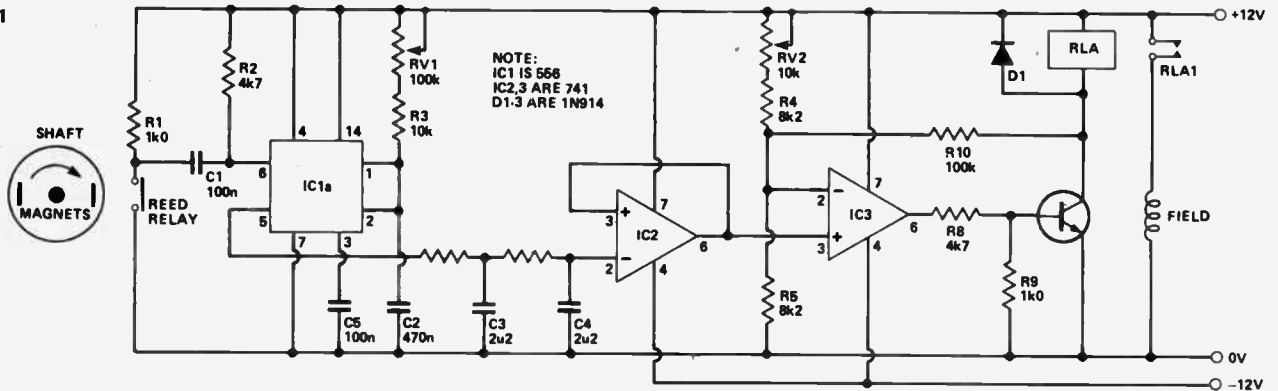 1
+12V
R2
4k7
RV1
100k
NOTE:
IC1 IS 556
IC2,3 ARE 741
D1-3 ARE 1N914
RV2
10k
D1
RLA
RLA1
R1
1k0
R3
10k
R4
8k2
SHAFT
MAGNETS
4
14
R10
100k
C1
100n
6
IC1a
1
REED
RELAY
5
2
7
3
3
+
7
IC2
6
2
−
4
2
−
7
IC3
6
3
+
4
R8
4k7
FIELD
R5
8k2
R9
1k0
C5
100n
C2
470n
C3
2u2
C4
2u2
0V
−12V